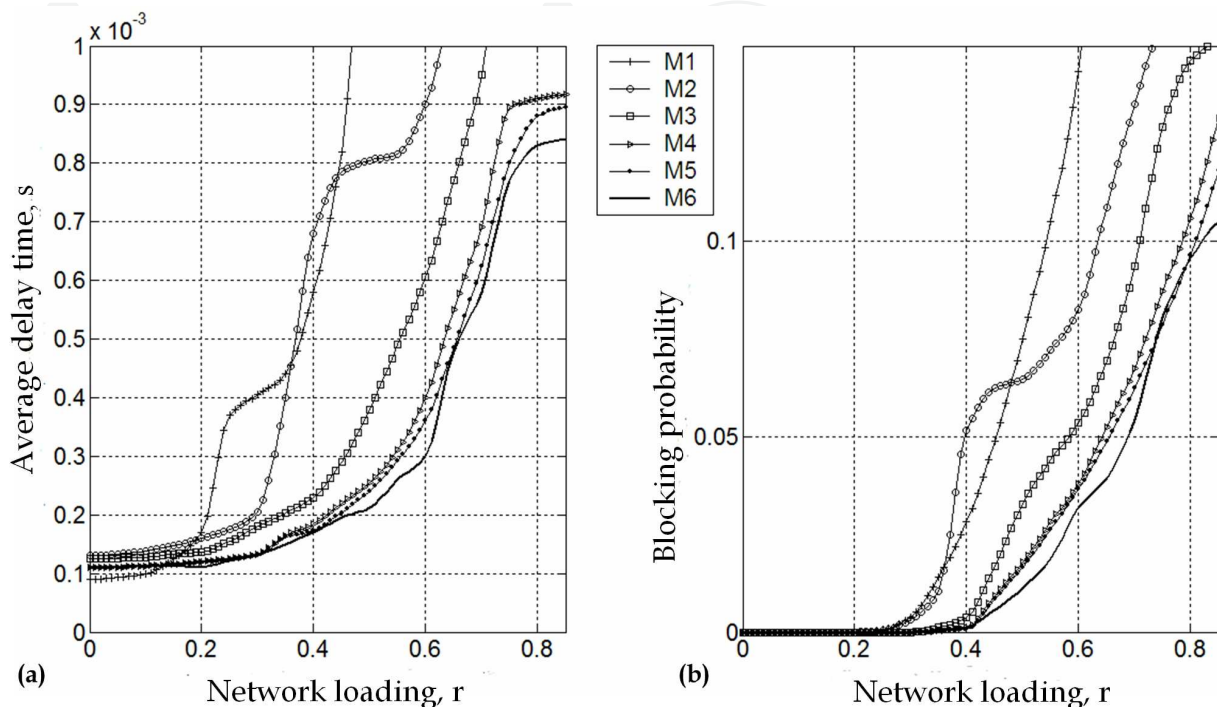 x 10⁻³
1
0.9
0.8
0.7
0.6
0.5
0.4
0.3
0.2
0.1
0
0
0.2
0.4
0.6
0.8
Average delay time, s
(a)
Network loading, r
M1
M2
M3
M4
M5
M6
0.1
0.05
0
0
0.2
0.4
0.6
0.8
Blocking probability
(b)
Network loading, r